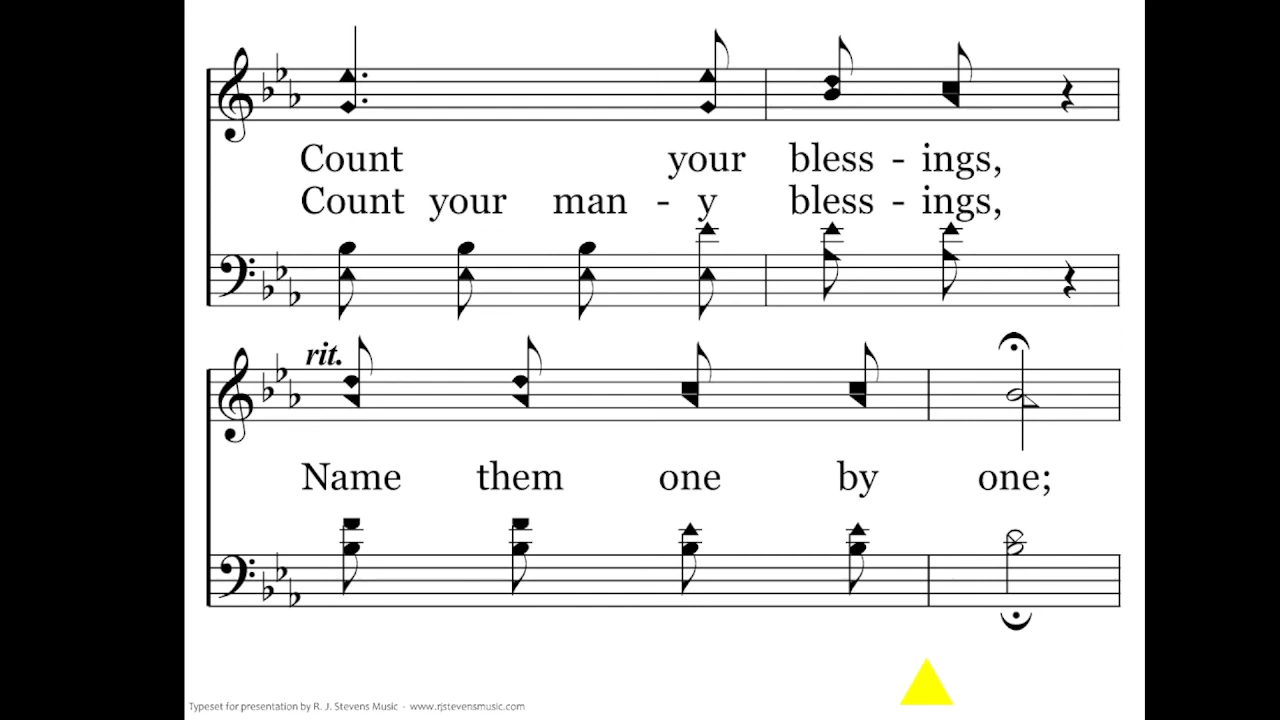 Count your bless - ings,
Count your man - y bless - ings,
rit.
Name them one by one;
Typeset for presentation by R. J. Stevens Music - www.rjstevensmusic.com